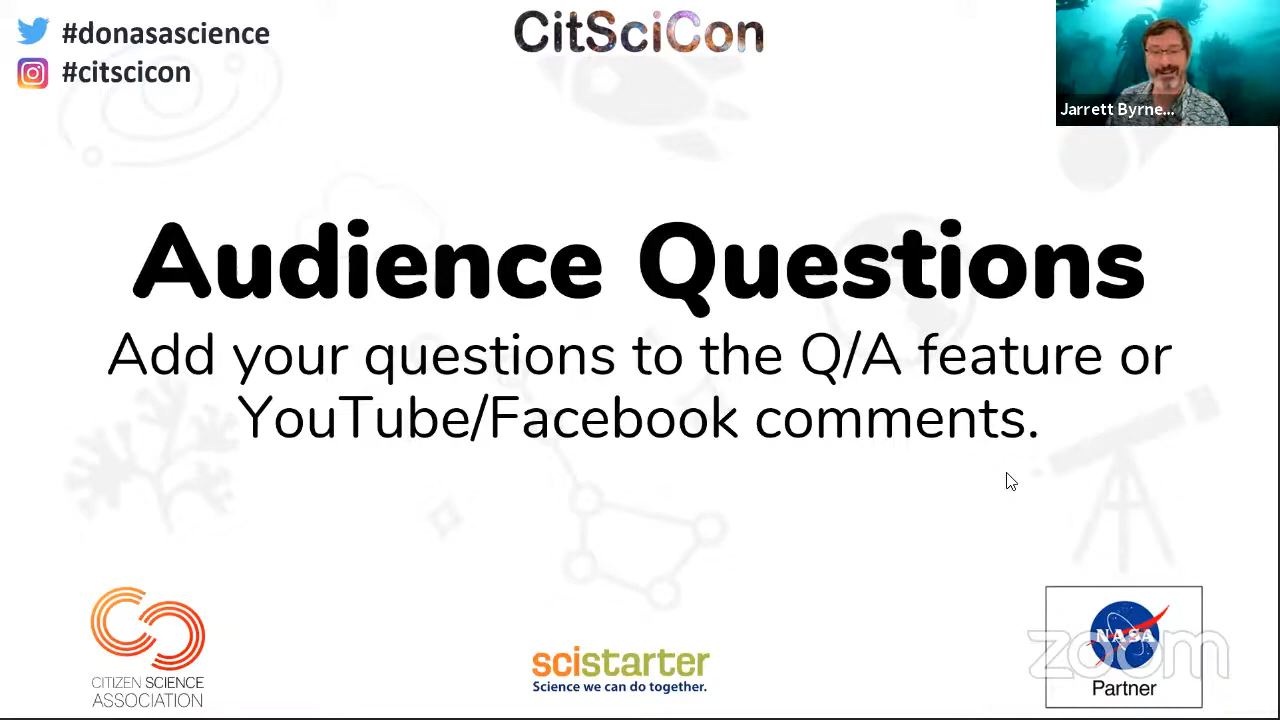 #donasascience
#citscicon
CitSciCon
Jarrett Byrne...
Audience Questions
Add your questions to the Q/A feature or
YouTube/Facebook comments.
CITIZEN SCIENCE
ASSOCIATION
scistarter
Science we can do together.
NASA
zoom
Partner